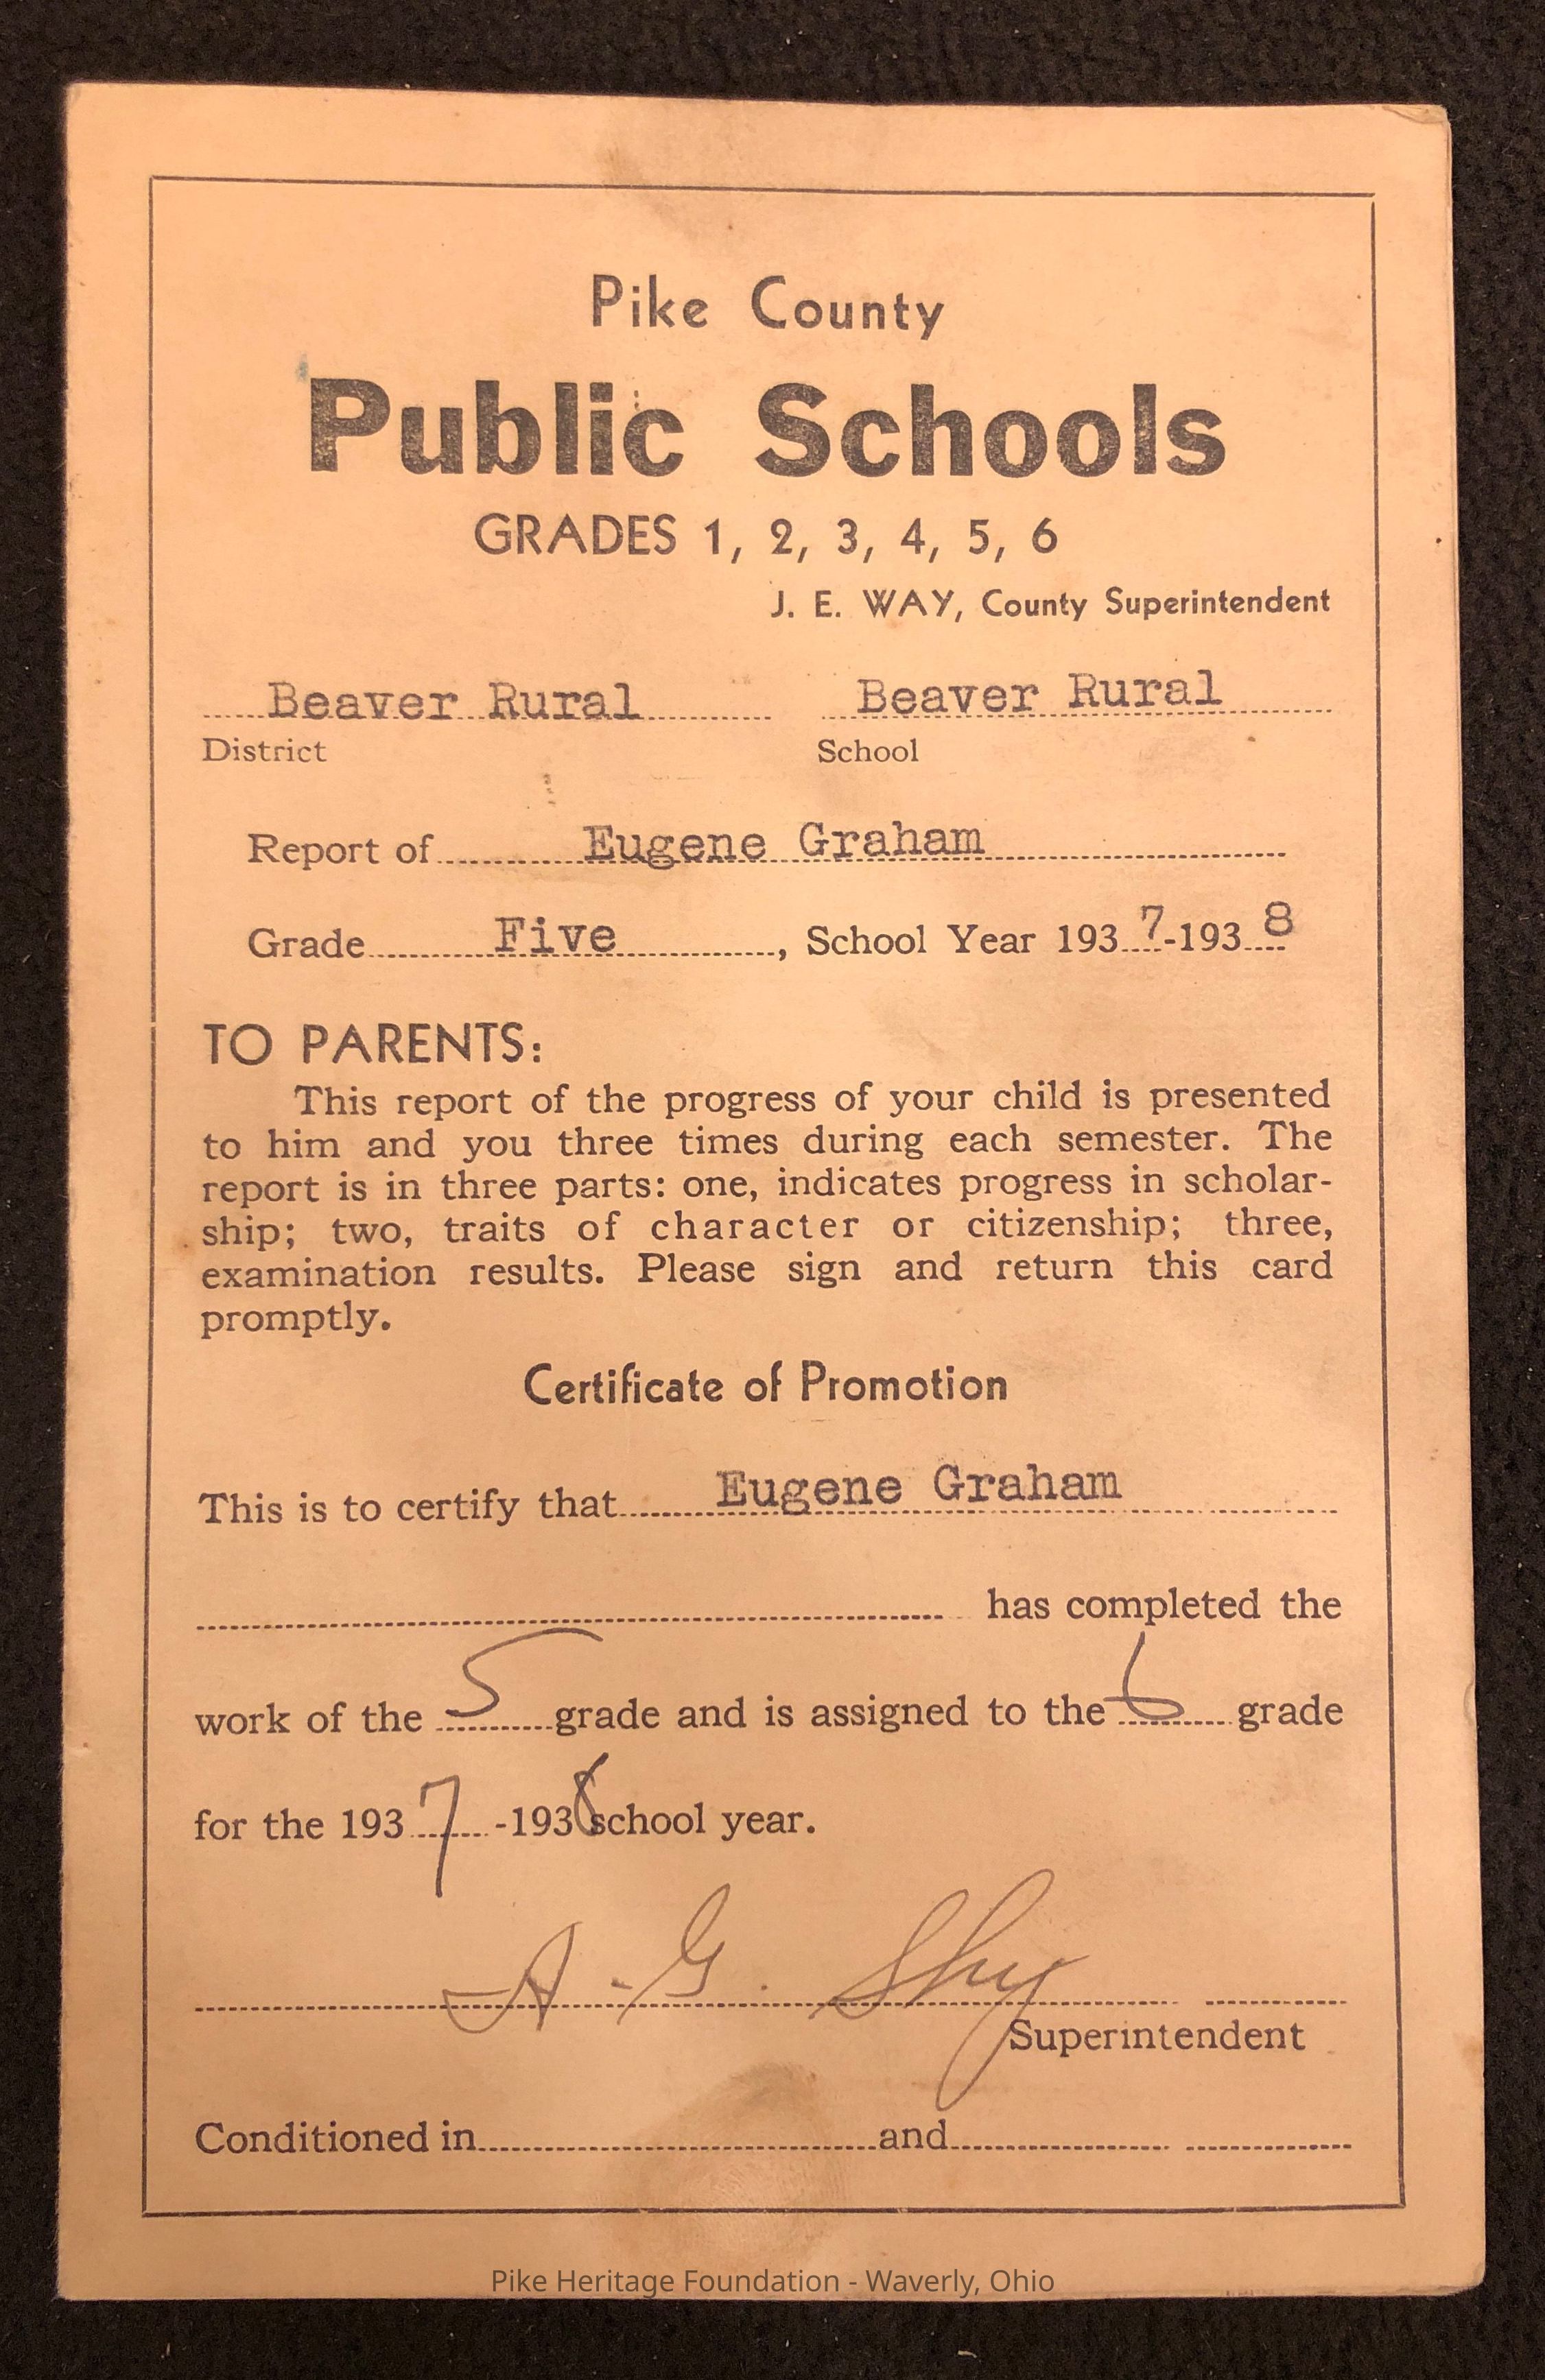 Pike County
Public Schools
GRADES 1, 2, 3, 4, 5, 6
J. E. WAY, County Superintendent
Beaver Rural Beaver Rural
District School
Report of Eugene Graham
Grade Five, School Year 1937-1938
TO PARENTS:
This report of the progress of your child is presented
to him and you three times during each semester. The
report is in three parts: one, indicates progress in scholar-
ship; two, traits of character or citizenship; three,
examination results. Please sign and return this card
promptly.
Certificate of Promotion
This is to certify that Eugene Graham
has completed the
work of the 5 grade and is assigned to the 6 grade
for the 1937-1938 school year.
A. G. Shy
Superintendent
Conditioned in and
Pike Heritage Foundation - Waverly, Ohio